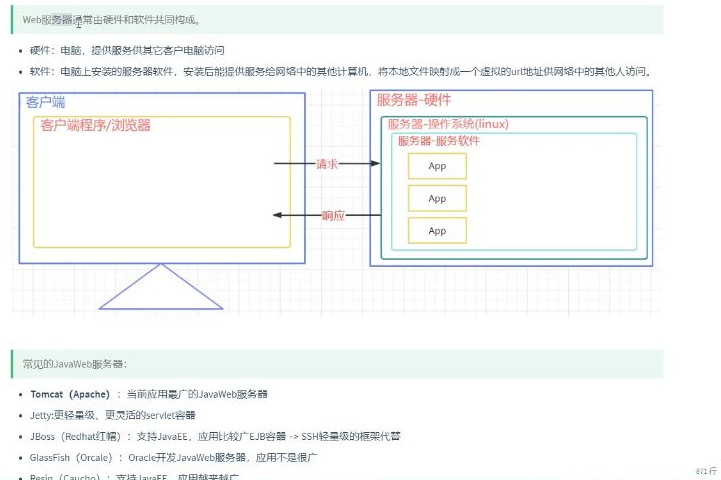 Web服务器通常由硬件和软件共同构成。
硬件：电脑，提供服务供其它客户电脑访问
软件：电脑上安装的服务器软件，安装后能提供服务给网络中的其他计算机，将本地文件映射成一个虚拟的url地址供网络中的其他人访问。
客户端
客户端程序/浏览器
服务器-硬件
服务器-操作系统(linux)
服务器-服务软件
App
App
App
请求
响应
常见的JavaWeb服务器：
Tomcat（Apache）：当前应用最广的JavaWeb服务器
Jetty:更轻量级、更灵活的servlet容器
JBoss（Redhat红帽）：支持JavaEE，应用比较广EJB容器 -> SSH轻量级的框架代替
GlassFish（Orcale）：Oracle开发JavaWeb服务器，应用不是很广
Resin（Caucho）：支持JavaEE，应用越来越广
871 行